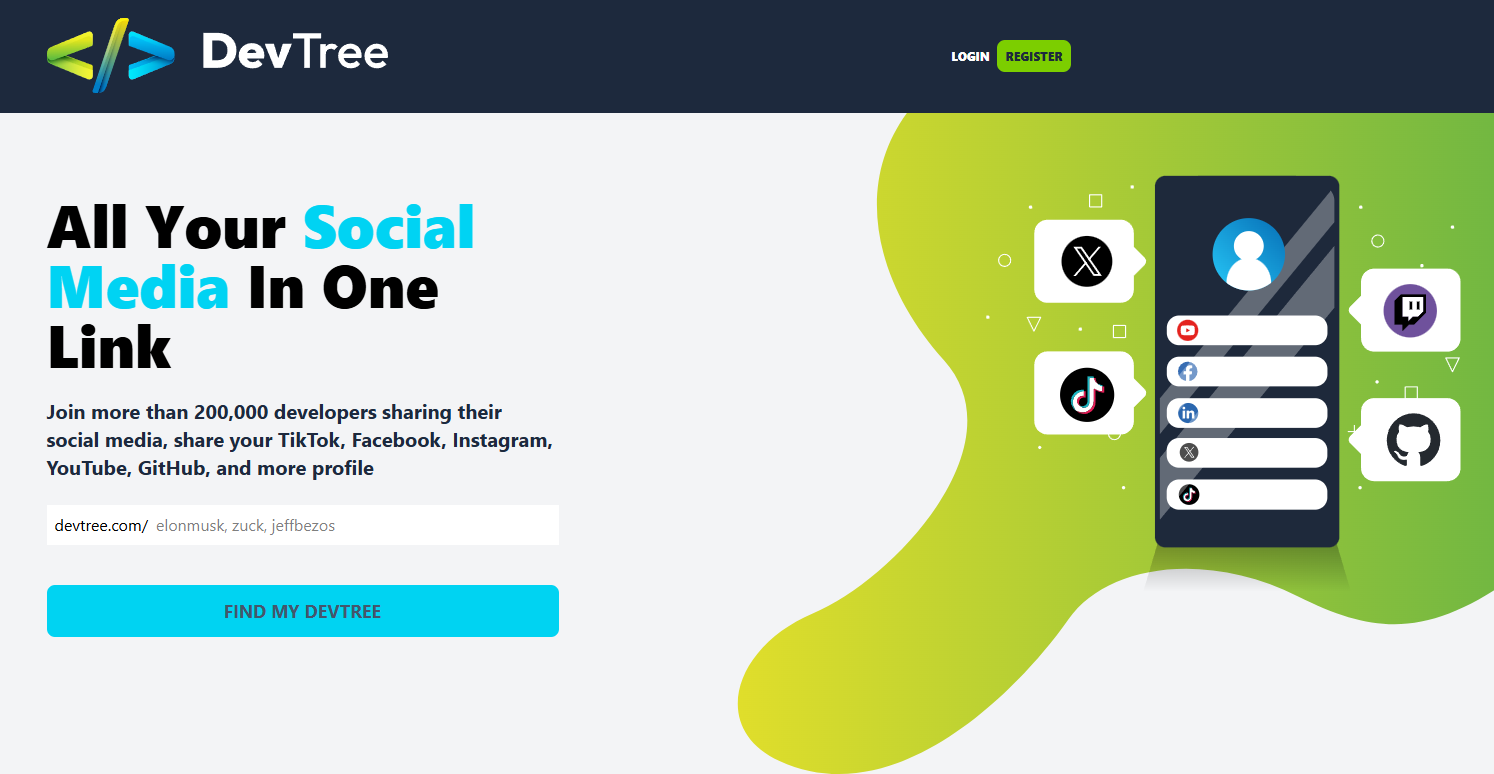 DevTree
LOGIN REGISTER
All Your Social
Media In One
Link
Join more than 200,000 developers sharing their
social media, share your TikTok, Facebook, Instagram,
YouTube, GitHub, and more profile
devtree.com/ elonmusk, zuck, jeffbezos
FIND MY DEVTREE